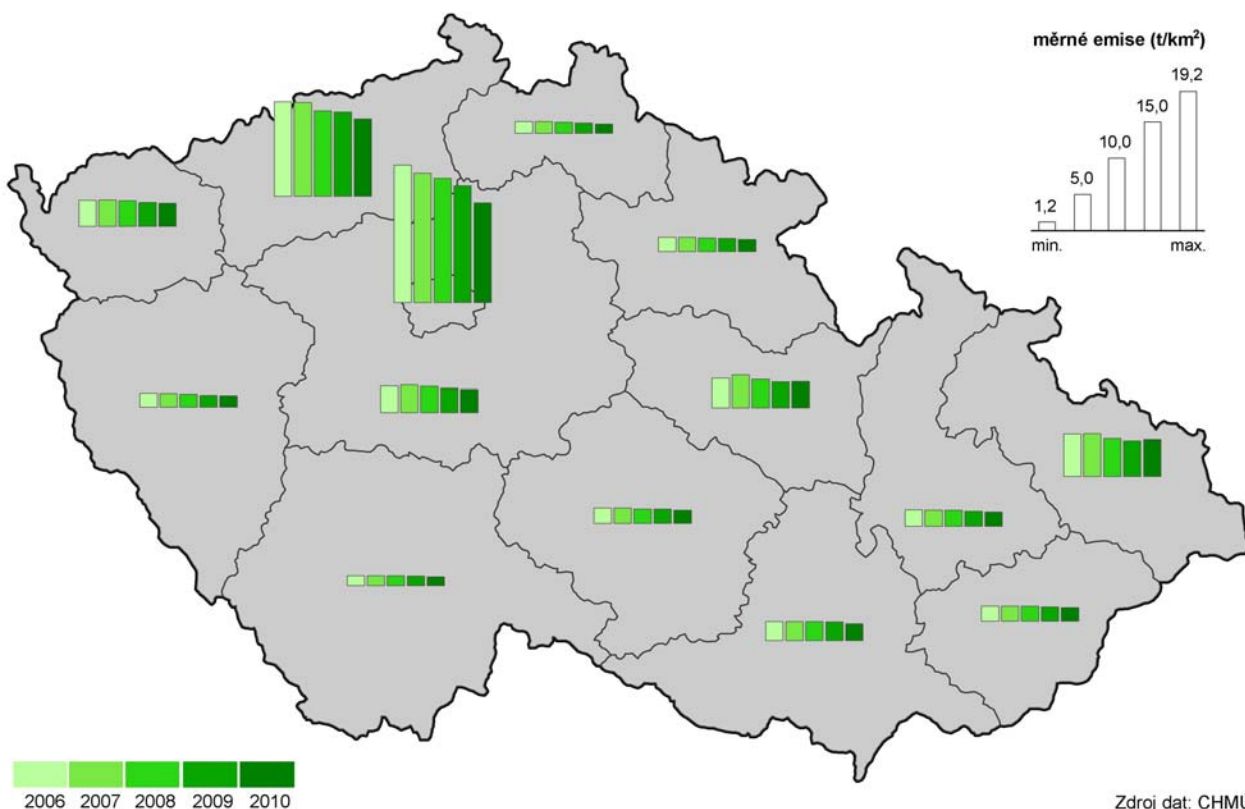 měrné emise (t/km²)
19,2
15,0
10,0
5,0
1,2
min. max.
2006 2007 2008 2009 2010
Zdroj dat: CHMI